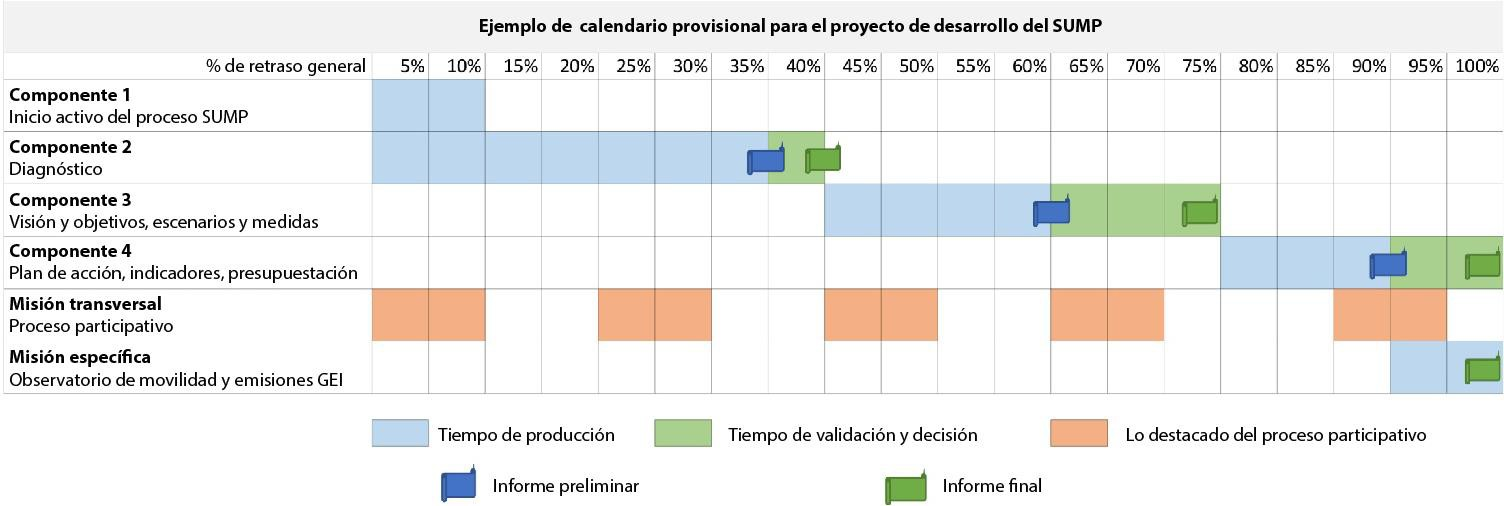 Ejemplo de calendario provisional para el proyecto de desarrollo del SUMP
% de retraso general 5% 10% 15% 20% 25% 30% 35% 40% 45% 50% 55% 60% 65% 70% 75% 80% 85% 90% 95% 100%
Componente 1
Inicio activo del proceso SUMP
Componente 2
Diagnóstico
Componente 3
Visión y objetivos, escenarios y medidas
Componente 4
Plan de acción, indicadores, presupuestación
Misión transversal
Proceso participativo
Misión específica
Observatorio de movilidad y emisiones GEI
Tiempo de producción Tiempo de validación y decisión Lo destacado del proceso participativo
Informe preliminar Informe final